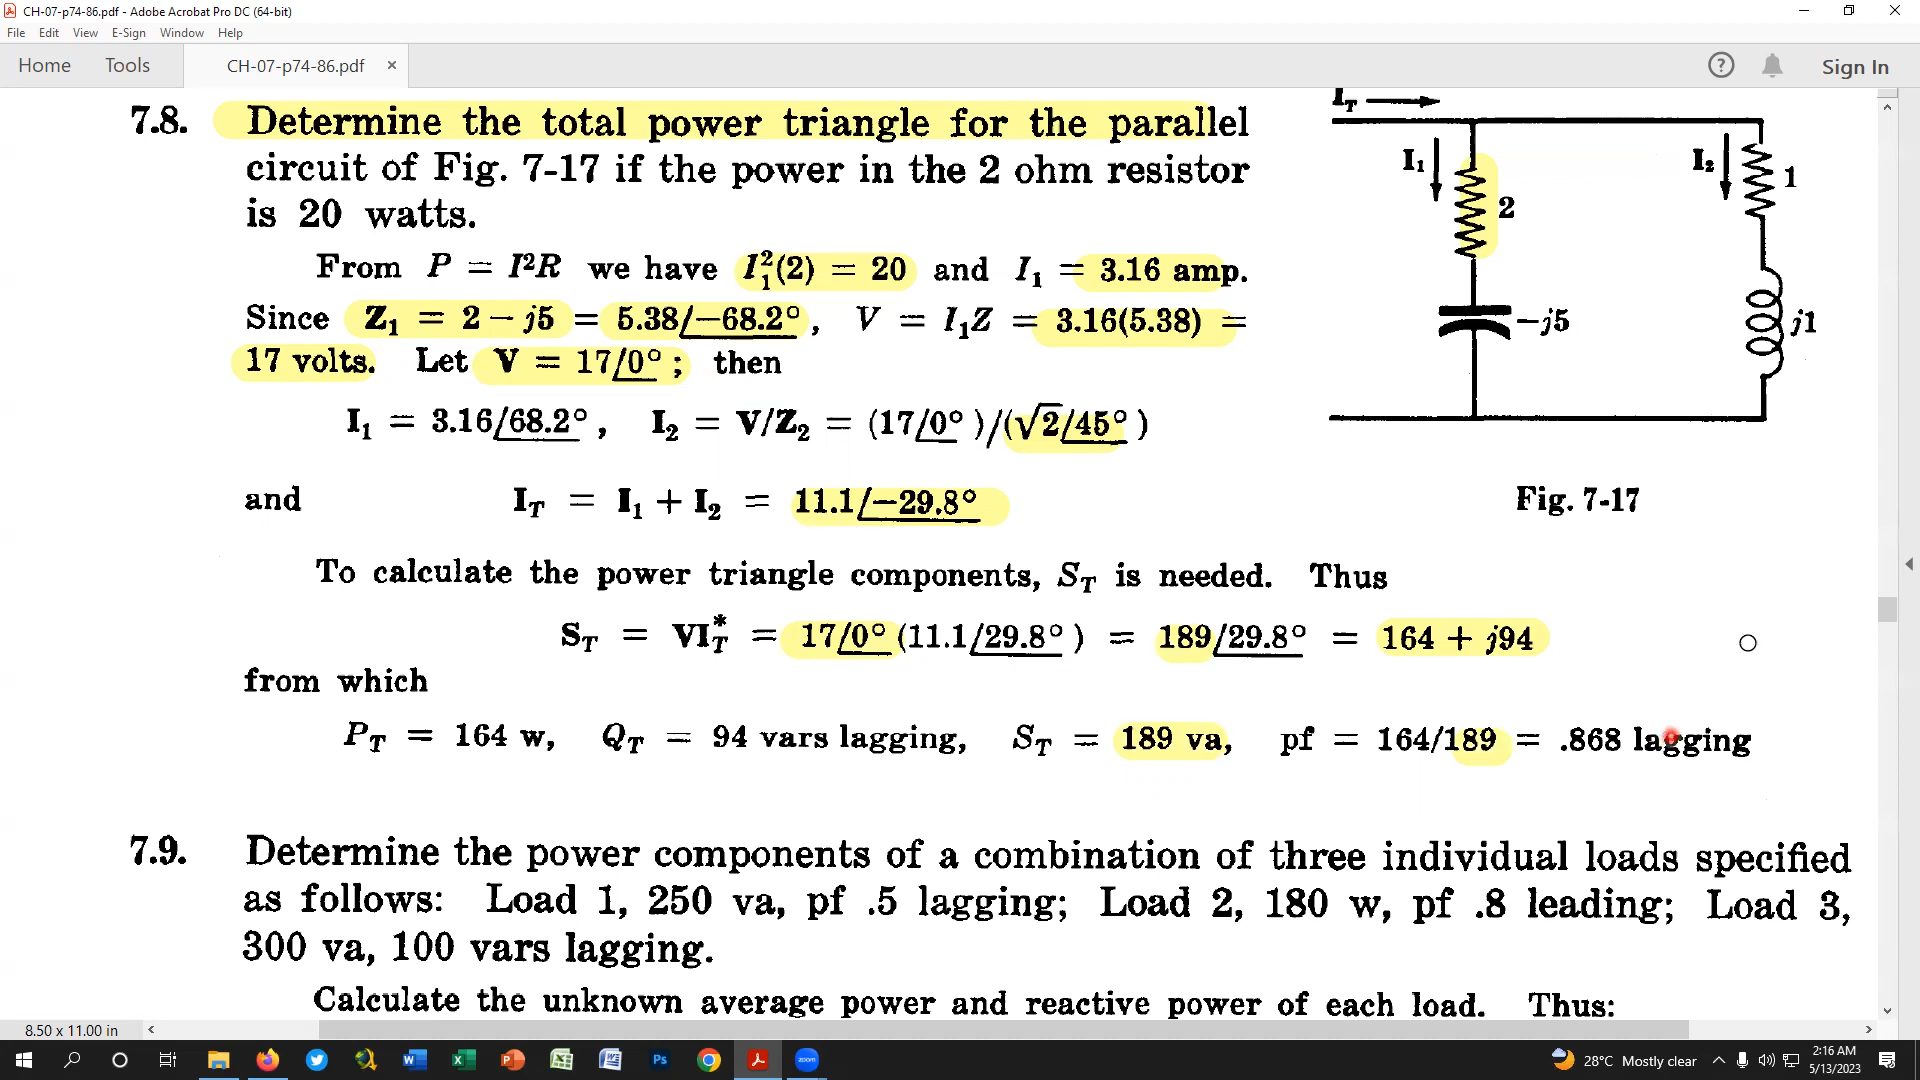 CH-07-p74-86.pdf - Adobe Acrobat Pro DC (64-bit)
File Edit View E-Sign Window Help
Home Tools CH-07-p74-86.pdf × ? Sign In
7.8. Determine the total power triangle for the parallel
circuit of Fig. 7-17 if the power in the 2 ohm resistor
is 20 watts.
From P = I²R we have I₁²(2) = 20 and I₁ = 3.16 amp.
Since Z₁ = 2 − j5 = 5.38/−68.2°, V = I₁Z = 3.16(5.38) =
17 volts. Let V = 17/0°; then
I₁ = 3.16/68.2°, I₂ = V/Z₂ = (17/0°)/(√2/45°)
and I_T = I₁ + I₂ = 11.1/−29.8°
I_T
I₁
2
−j5
I₂
1
j1
Fig. 7-17
To calculate the power triangle components, S_T is needed. Thus
S_T = VI_T* = 17/0° (11.1/29.8°) = 189/29.8° = 164 + j94
from which
P_T = 164 w, Q_T = 94 vars lagging, S_T = 189 va, pf = 164/189 = .868 lagging
7.9. Determine the power components of a combination of three individual loads specified
as follows: Load 1, 250 va, pf .5 lagging; Load 2, 180 w, pf .8 leading; Load 3,
300 va, 100 vars lagging.
Calculate the unknown average power and reactive power of each load. Thus:
8.50 x 11.00 in
Ps
zoom
28°C Mostly clear
2:16 AM
5/13/2023